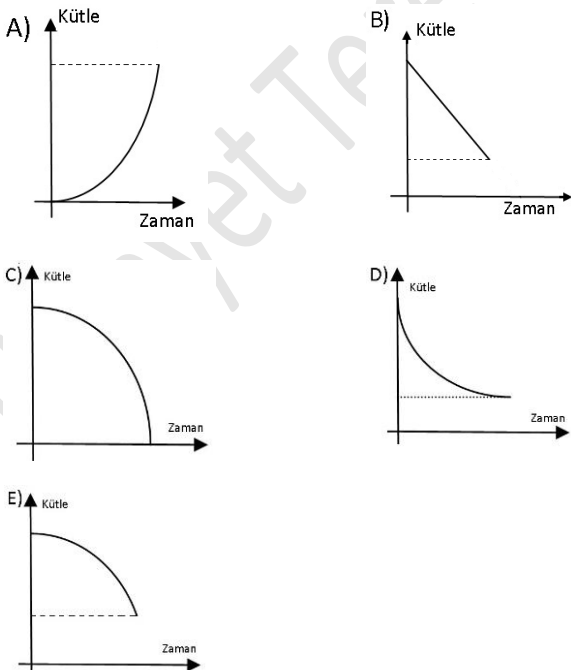 A) Kütle
Zaman
B) Kütle
Zaman
C) Kütle
Zaman
D) Kütle
Zaman
E) Kütle
Zaman